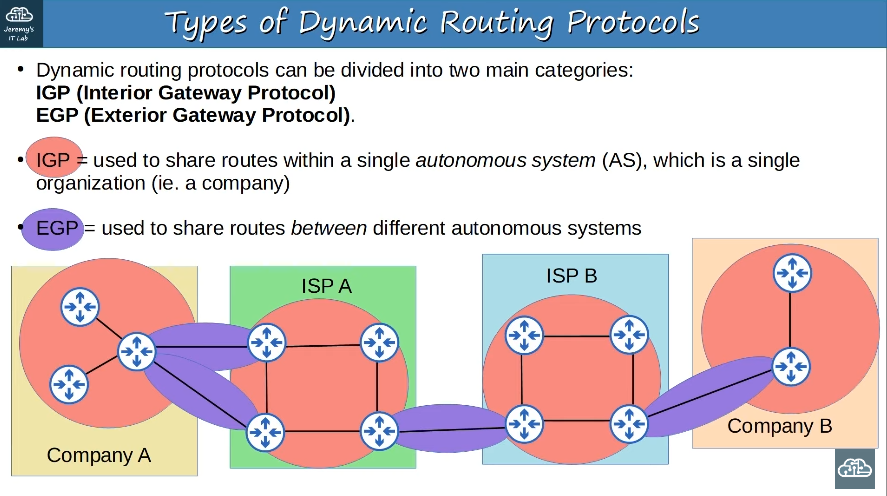 Jeremy's
IT Lab
Types of Dynamic Routing Protocols
• Dynamic routing protocols can be divided into two main categories:
IGP (Interior Gateway Protocol)
EGP (Exterior Gateway Protocol).
• IGP = used to share routes within a single autonomous system (AS), which is a single
organization (ie. a company)
• EGP = used to share routes between different autonomous systems
ISP A
ISP B
Company A
Company B